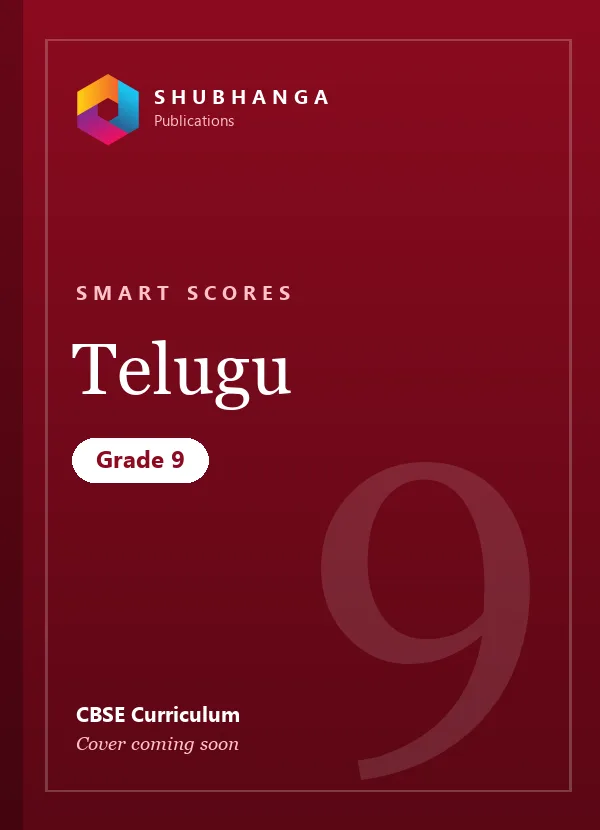 SHUBHANGA
Publications
SMART SCORES
Telugu
Grade 9
9
CBSE Curriculum
Cover coming soon